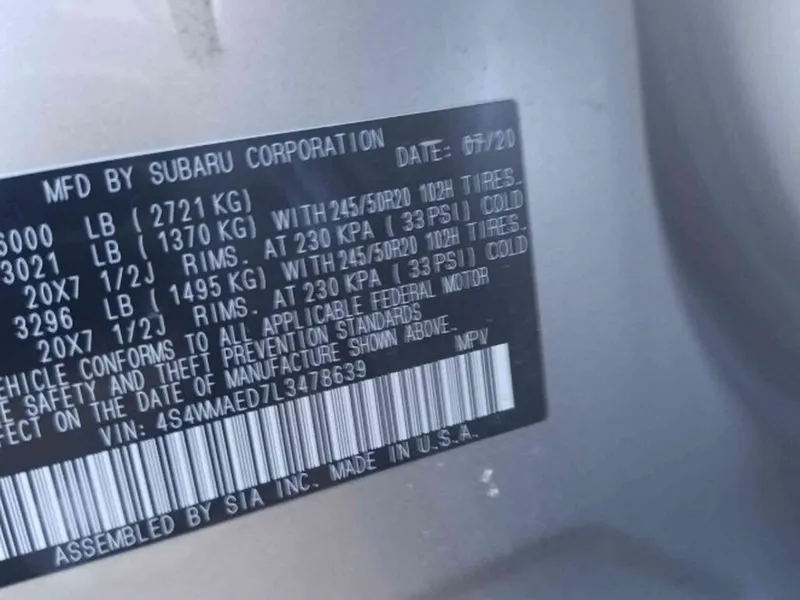 MFD BY SUBARU CORPORATION DATE: 07/20
6000 LB ( 2721 KG)
3021 LB ( 1370 KG) WITH 245/50R20 102H TIRES.
20X7 1/2J RIMS. AT 230 KPA ( 33 PSI) COLD
3296 LB ( 1495 KG) WITH 245/50R20 102H TIRES.
20X7 1/2J RIMS. AT 230 KPA ( 33 PSI) COLD
EHICLE CONFORMS TO ALL APPLICABLE FEDERAL MOTOR
E SAFETY AND THEFT PREVENTION STANDARDS
FECT ON THE DATE OF MANUFACTURE SHOWN ABOVE.
VIN: 4S4WMAED7L3478639 MPV
ASSEMBLED BY SIA INC. MADE IN U.S.A.